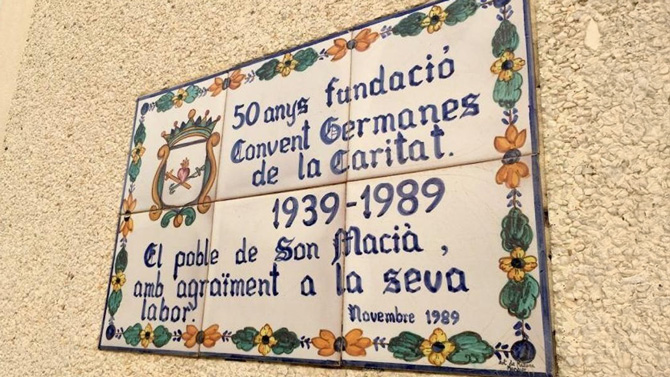 50 anys fundació
Convent Germanes
de la Caritat.
1939-1989
El poble de Son Macià,
amb agraïment a la seva
labor.
Novembre 1989